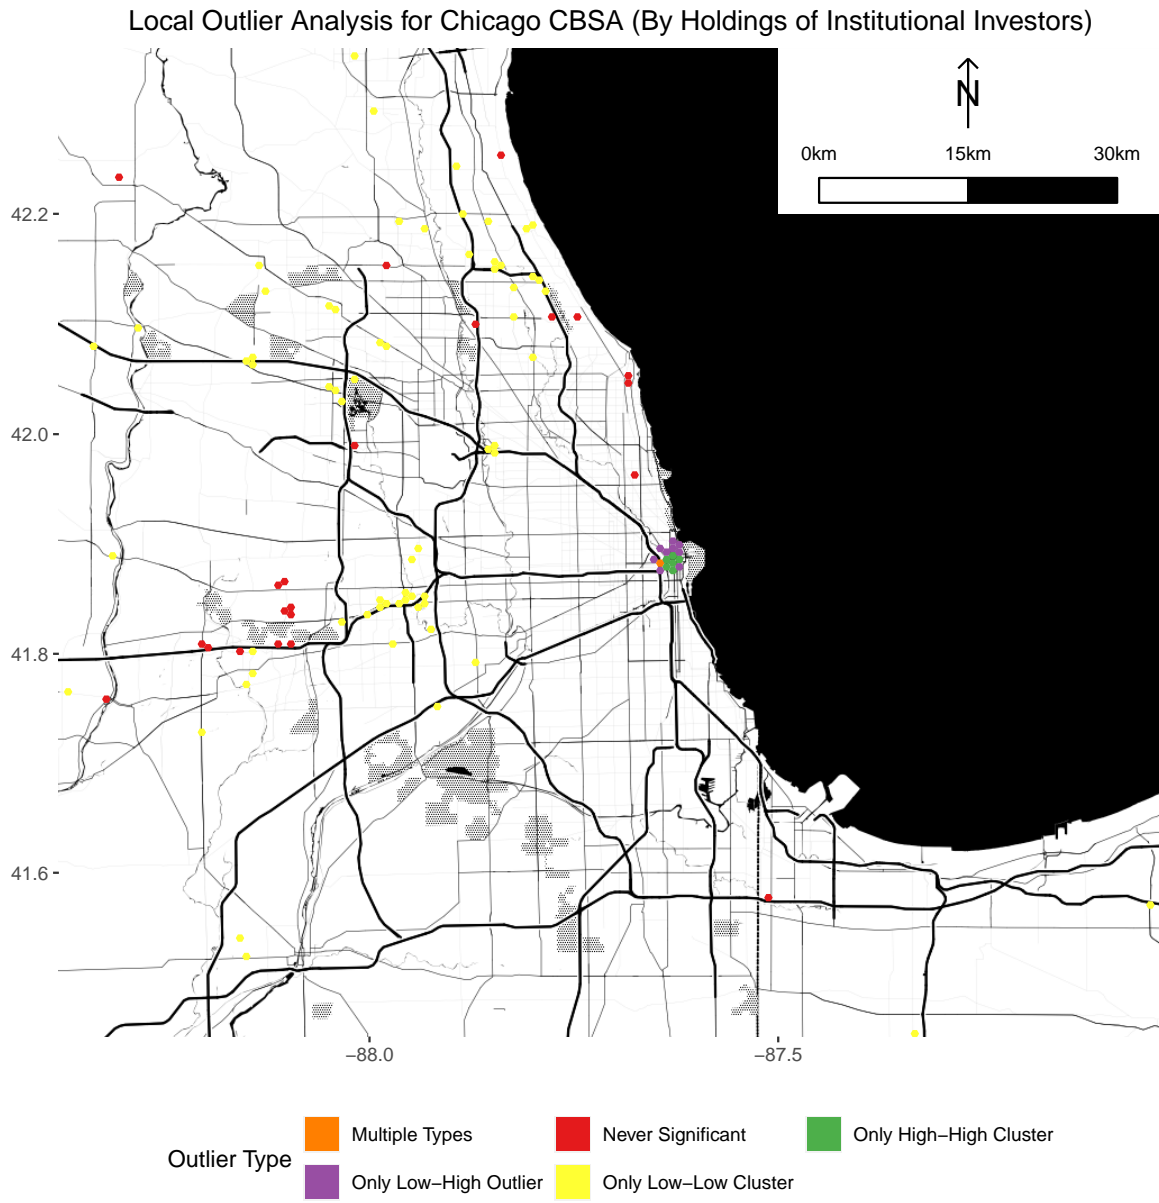 Local Outlier Analysis for Chicago CBSA (By Holdings of Institutional Investors)
N
0km 15km 30km
42.2
42.0
41.8
41.6
−88.0 −87.5
Outlier Type
Multiple Types Never Significant Only High−High Cluster
Only Low−High Outlier Only Low−Low Cluster